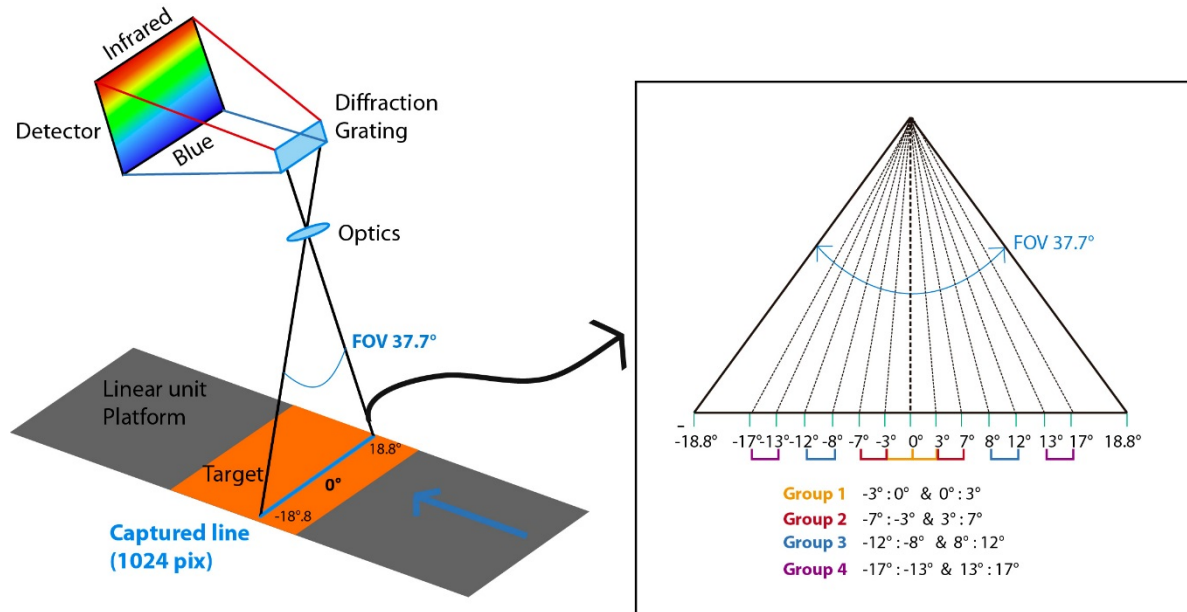 Infrared
Detector
Blue
Diffraction
Grating
Optics
FOV 37.7°
Linear unit
Platform
Target
18.8°
0°
-18°.8
Captured line
(1024 pix)
FOV 37.7°
-
-18.8° -17° -13° -12° -8° -7° -3° 0° 3° 7° 8° 12° 13° 17° 18.8°
Group 1 -3° : 0° & 0° : 3°
Group 2 -7° : -3° & 3° : 7°
Group 3 -12° : -8° & 8° : 12°
Group 4 -17° : -13° & 13° : 17°